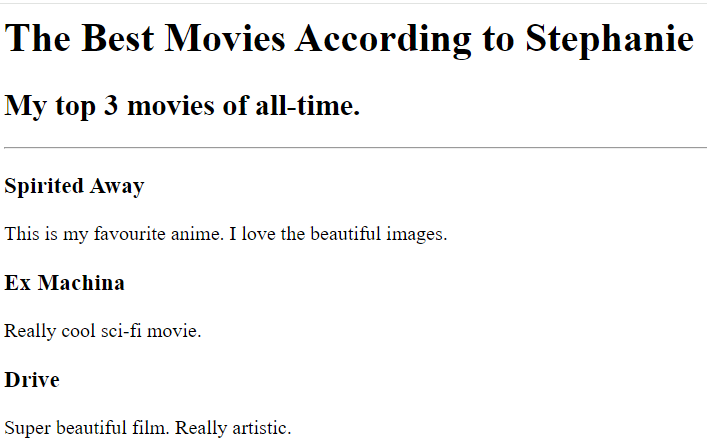 The Best Movies According to Stephanie
My top 3 movies of all-time.
Spirited Away
This is my favourite anime. I love the beautiful images.
Ex Machina
Really cool sci-fi movie.
Drive
Super beautiful film. Really artistic.